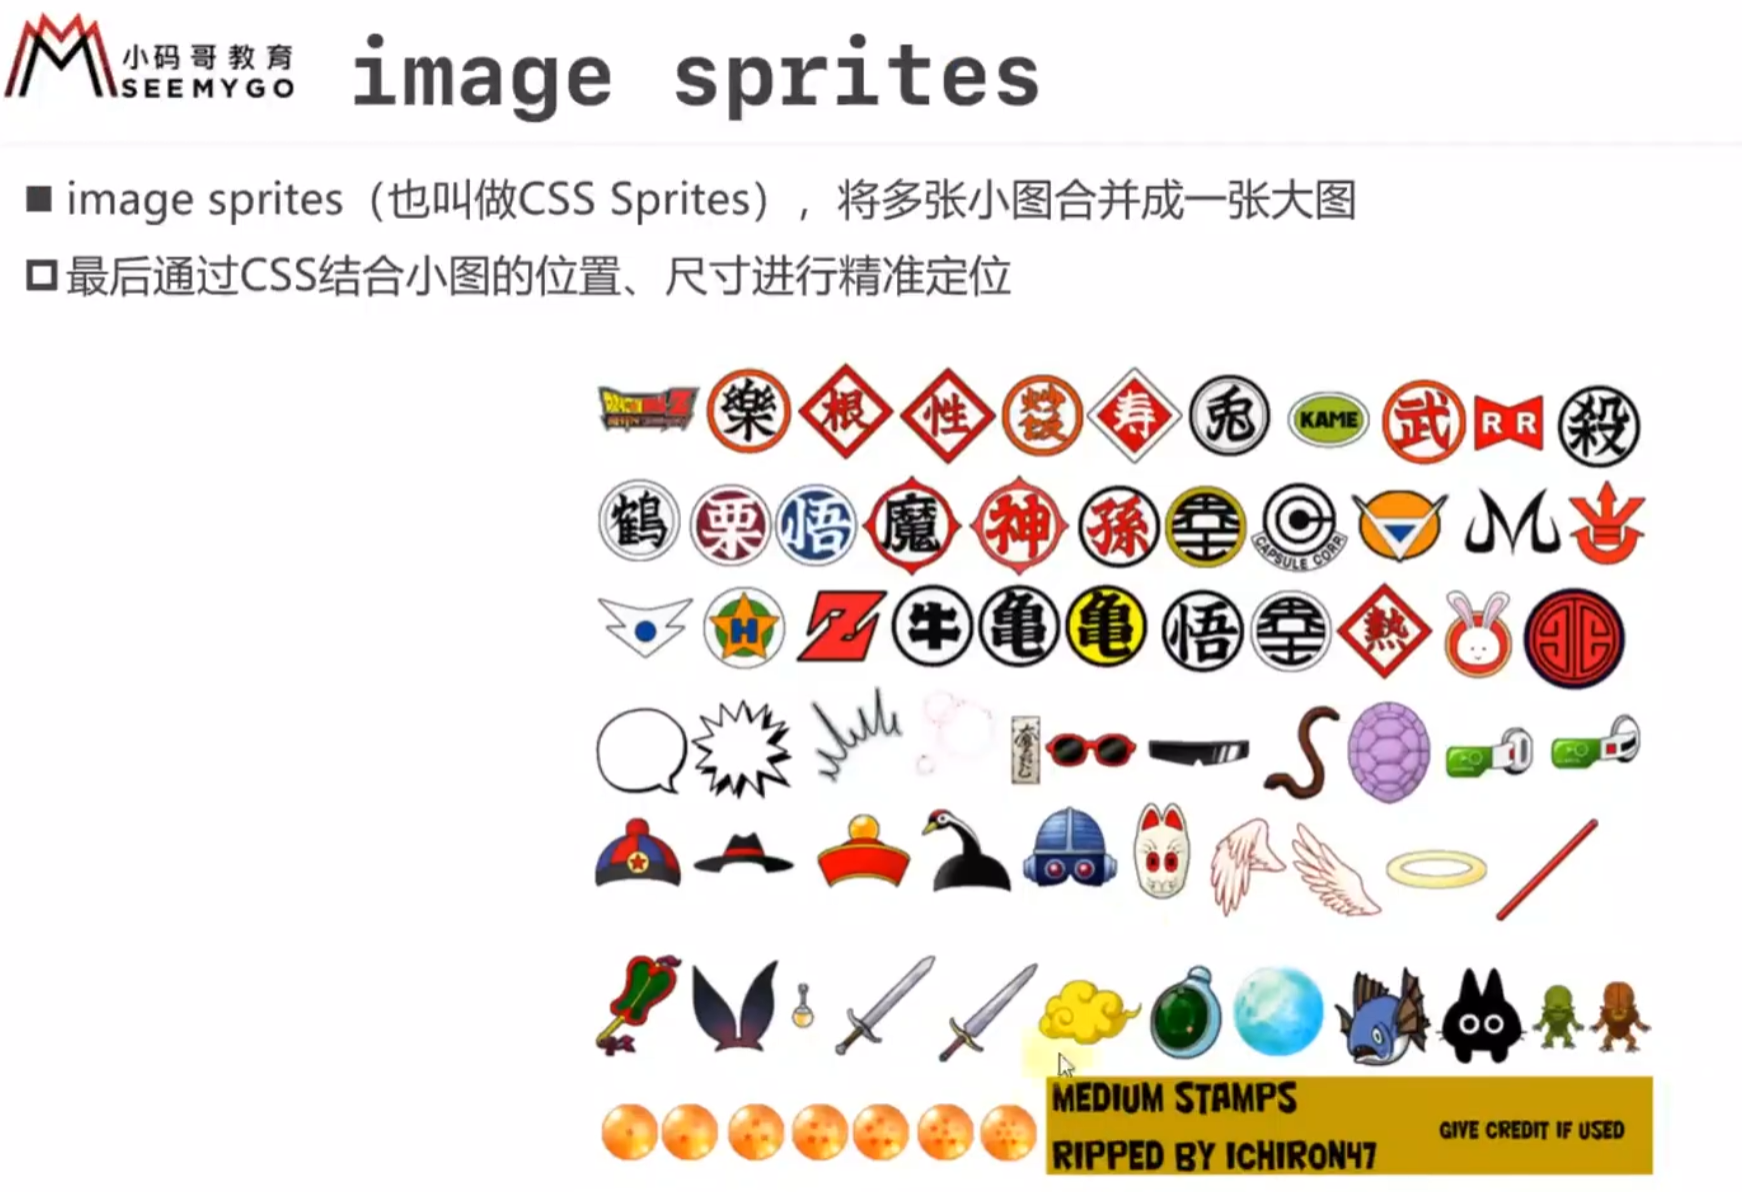 小码哥教育
SEEMYGO
image sprites
image sprites（也叫做CSS Sprites），将多张小图合并成一张大图
最后通过CSS结合小图的位置、尺寸进行精准定位
樂 根 性 寿 兎 KAME 武 RR 殺
鶴 栗 悟 魔 神 孫 CAPSULE CORP
H Z 牛 亀 亀 悟 熱
MEDIUM STAMPS
RIPPED BY ICHIRON47
GIVE CREDIT IF USED